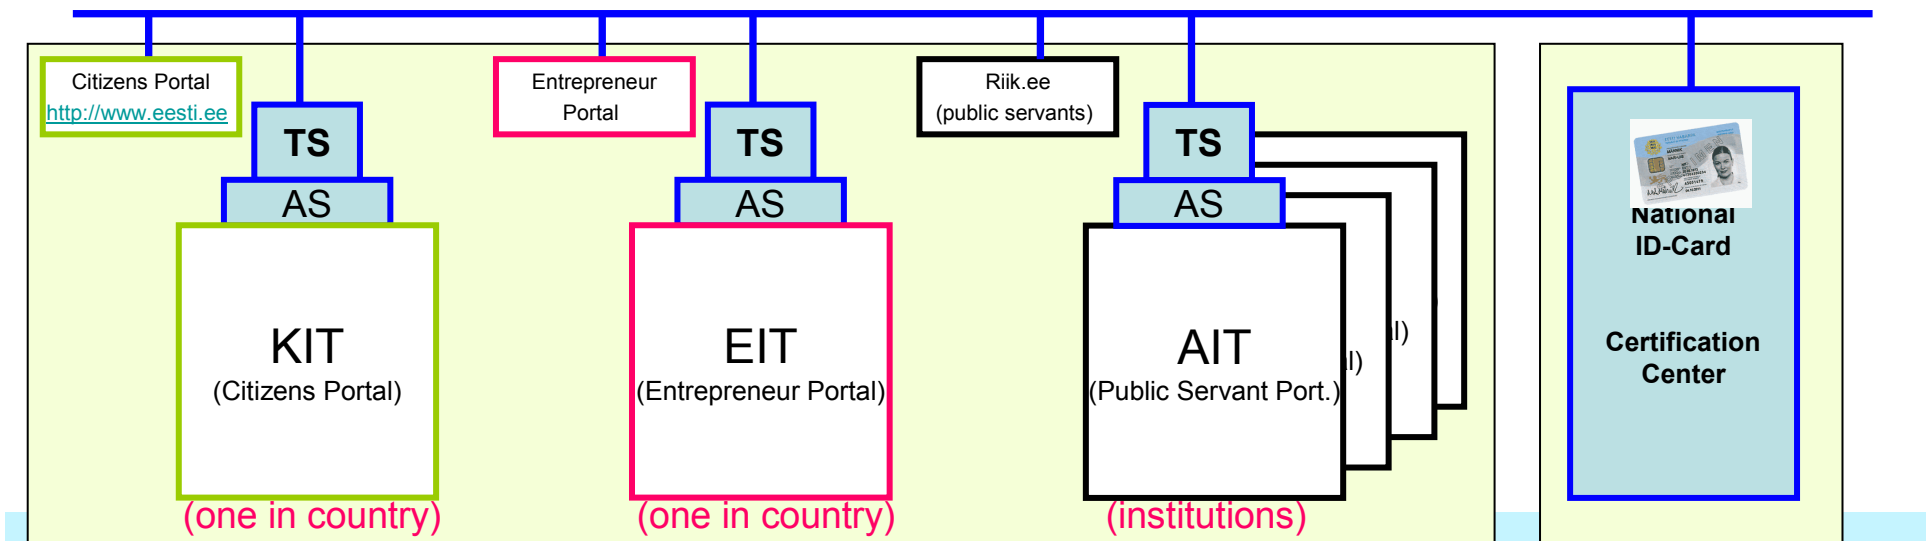 Citizens Portal
http://www.eesti.ee
TS
AS
KIT
(Citizens Portal)
(one in country)
Entrepreneur
Portal
TS
AS
EIT
(Entrepreneur Portal)
(one in country)
Riik.ee
(public servants)
TS
AS
AIT
(Public Servant Port.)
l)
l)
(institutions)
National
ID-Card
Certification
Center